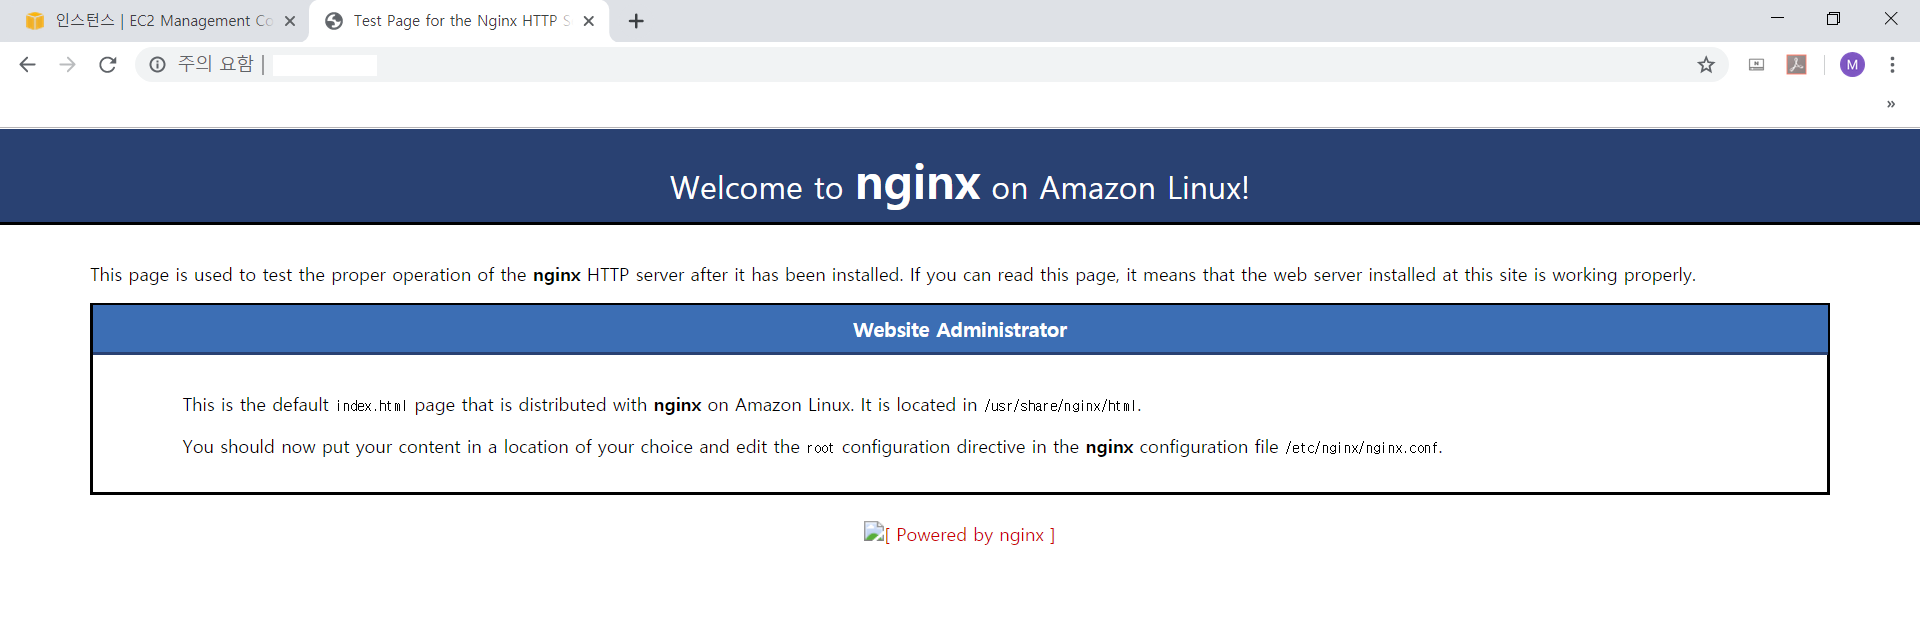 인스턴스 | EC2 Management Co
Test Page for the Nginx HTTP S
주의 요함 |
M
»
Welcome to nginx on Amazon Linux!
This page is used to test the proper operation of the nginx HTTP server after it has been installed. If you can read this page, it means that the web server installed at this site is working properly.
Website Administrator
This is the default index.html page that is distributed with nginx on Amazon Linux. It is located in /usr/share/nginx/html.
You should now put your content in a location of your choice and edit the root configuration directive in the nginx configuration file /etc/nginx/nginx.conf.
[ Powered by nginx ]